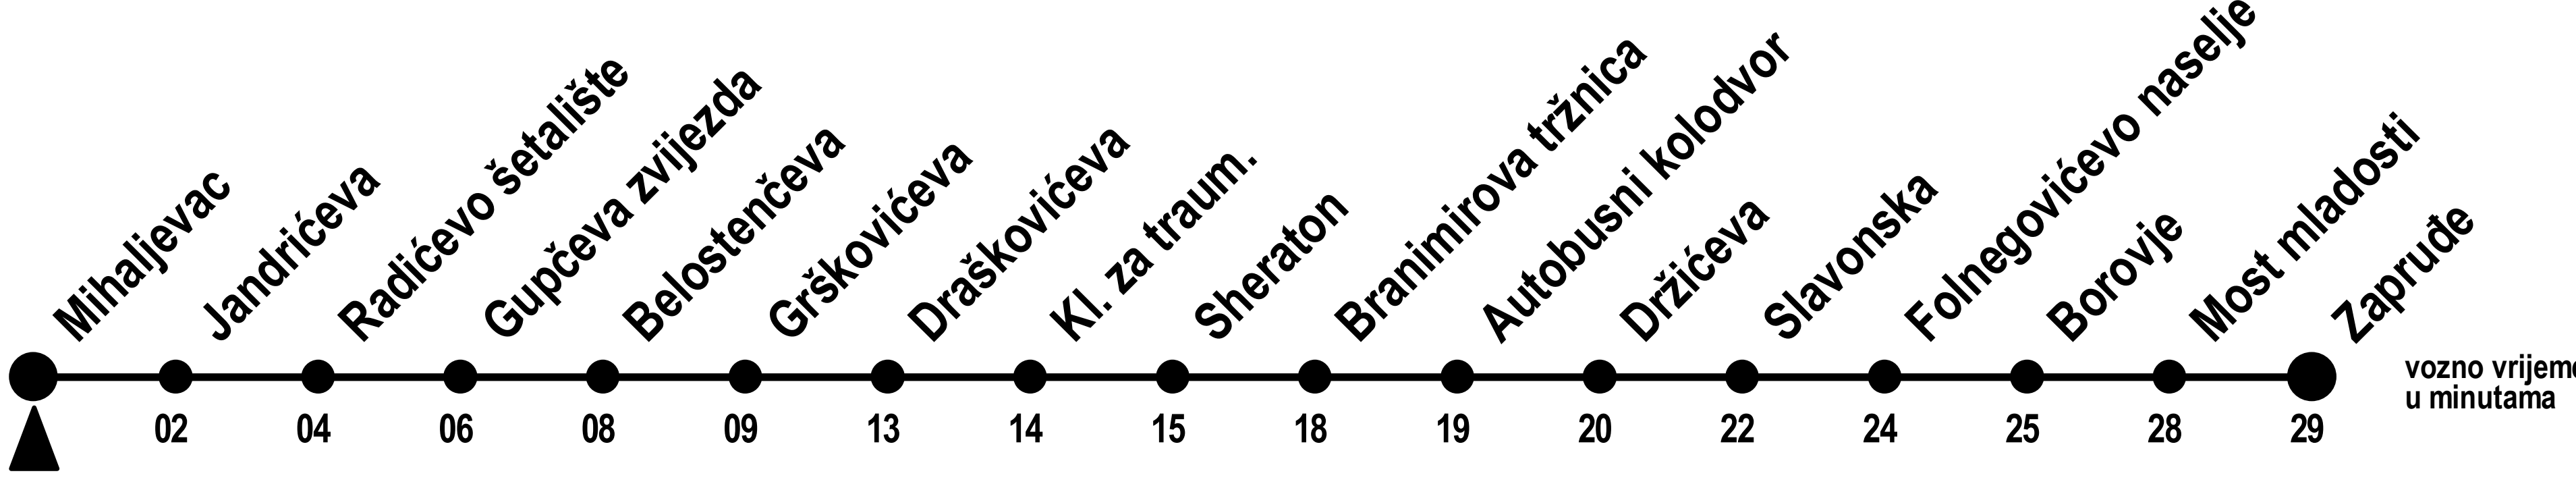 Mihaljevac
Jandrićeva
Radićevo šetalište
Gupčeva zvijezda
Belostenčeva
Grškovićeva
Draškovićeva
Kl. za traum.
Sheraton
Branimirova tržnica
Autobusni kolodvor
Držićeva
Slavonska
Folnegovićevo naselje
Borovje
Most mladosti
Zapruđe
vozno vrijeme
u minutama
02 04 06 08 09 13 14 15 18 19 20 22 24 25 28 29